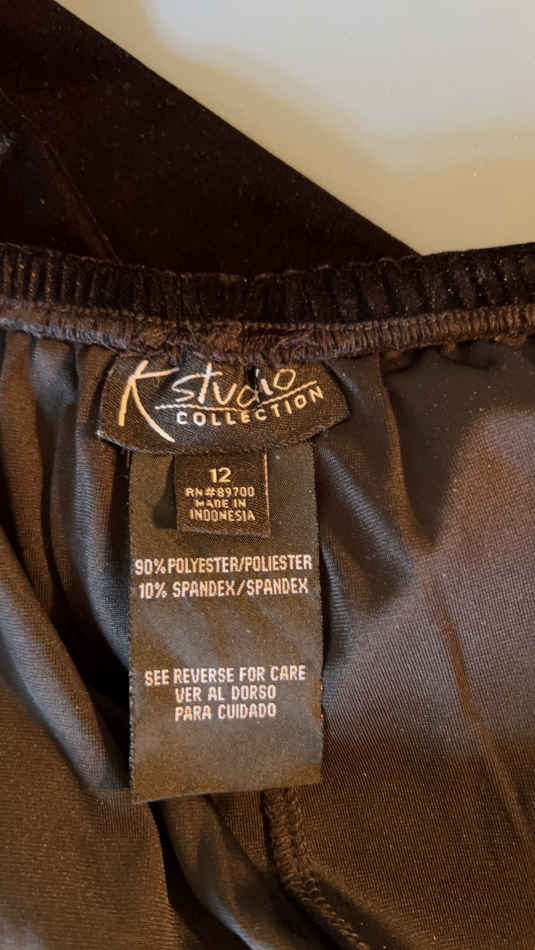 K studio
COLLECTION
12
RN#89700
MADE IN
INDONESIA
90%POLYESTER/POLIESTER
10% SPANDEX/SPANDEX
SEE REVERSE FOR CARE
VER AL DORSO
PARA CUIDADO